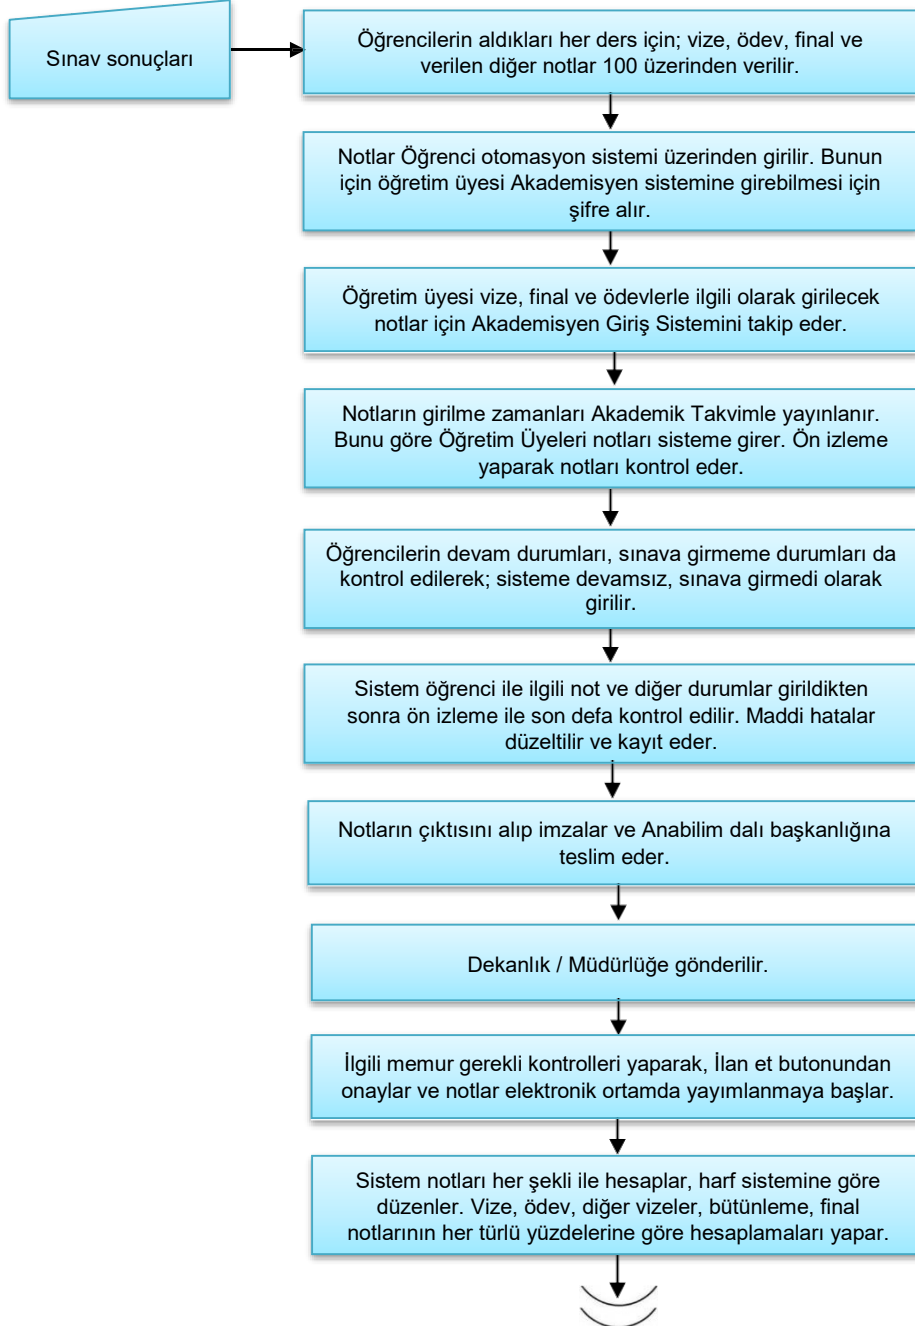 Sınav sonuçları
Öğrencilerin aldıkları her ders için; vize, ödev, final ve
verilen diğer notlar 100 üzerinden verilir.
Notlar Öğrenci otomasyon sistemi üzerinden girilir. Bunun
için öğretim üyesi Akademisyen sistemine girebilmesi için
şifre alır.
Öğretim üyesi vize, final ve ödevlerle ilgili olarak girilecek
notlar için Akademisyen Giriş Sistemini takip eder.
Notların girilme zamanları Akademik Takvimle yayınlanır.
Bunu göre Öğretim Üyeleri notları sisteme girer. Ön izleme
yaparak notları kontrol eder.
Öğrencilerin devam durumları, sınava girmeme durumları da
kontrol edilerek; sisteme devamsız, sınava girmedi olarak
girilir.
Sistem öğrenci ile ilgili not ve diğer durumlar girildikten
sonra ön izleme ile son defa kontrol edilir. Maddi hatalar
düzeltilir ve kayıt eder.
Notların çıktısını alıp imzalar ve Anabilim dalı başkanlığına
teslim eder.
Dekanlık / Müdürlüğe gönderilir.
İlgili memur gerekli kontrolleri yaparak, İlan et butonundan
onaylar ve notlar elektronik ortamda yayımlanmaya başlar.
Sistem notları her şekli ile hesaplar, harf sistemine göre
düzenler. Vize, ödev, diğer vizeler, bütünleme, final
notlarının her türlü yüzdelerine göre hesaplamaları yapar.